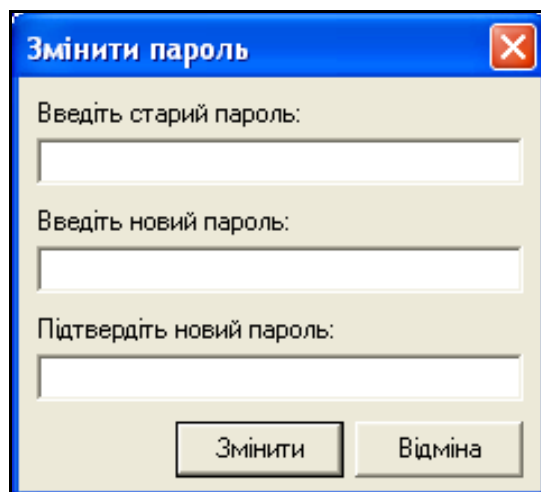 Змінити пароль
Введіть старий пароль:
Введіть новий пароль:
Підтвердіть новий пароль:
Змінити Відміна